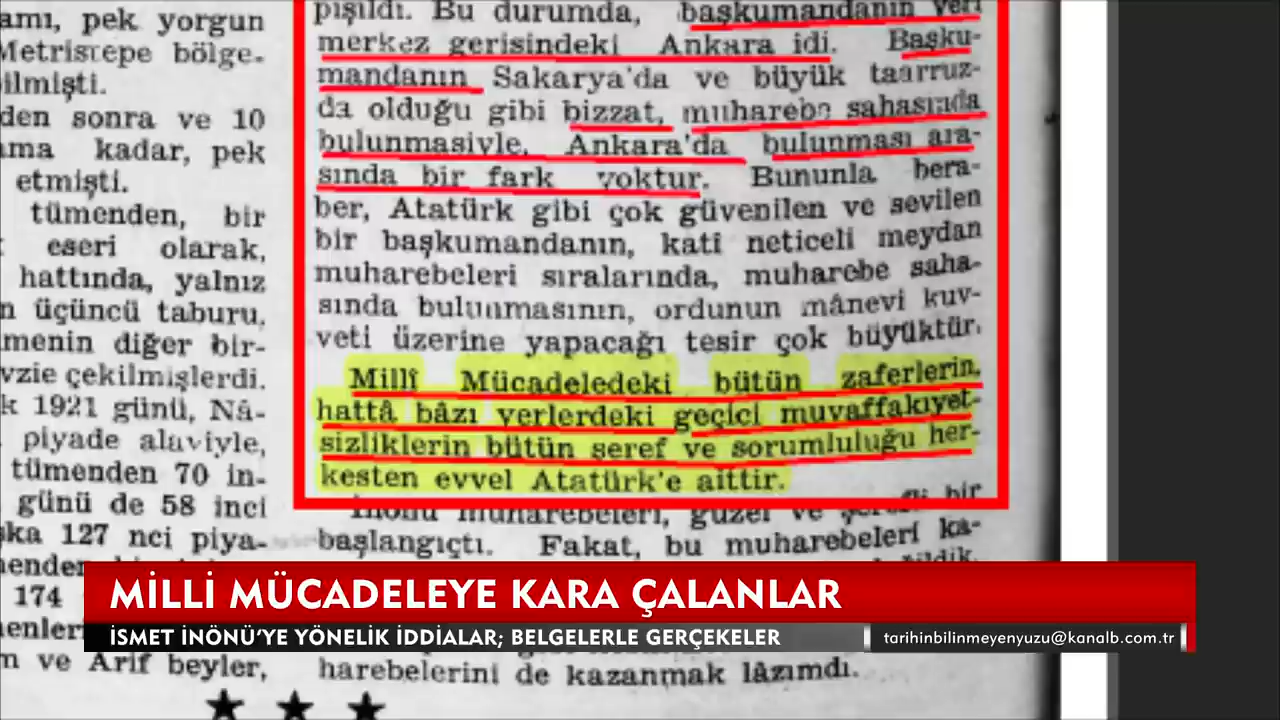 amı, pek yorgun
Metristepe bölge-
ilmişti.
den sonra ve 10
ama kadar, pek
etmişti.
tümenden, bir
eseri olarak,
hattında, yalnız
n üçüncü taburu,
menin diğer bir-
vzie çekilmişlerdi.
k 1921 günü, Nâ-
piyade alayiyle,
tümenden 70 in-
günü de 58 inci
şka 127 nci piya-
174
m ve Arif beyler,
pişildi. Bu durumda, başkumandanın yeri
merkez gerisindeki Ankara idi. Başku-
mandanın Sakarya'da ve büyük taarruz-
da olduğu gibi bizzat, muharebe sahasında
bulunmasiyle, Ankara'da bulunması ara-
sında bir fark yoktur. Bununla bera-
ber, Atatürk gibi çok güvenilen ve sevilen
bir başkumandanın, kati neticeli meydan
muharebeleri sıralarında, muharebe saha-
sında bulunmasının, ordunun mânevi kuv-
veti üzerine yapacağı tesir çok büyüktür.
Millî Mücadeledeki bütün zaferlerin,
hattâ bâzı yerlerdeki geçici muvaffakıyet-
sizliklerin bütün şeref ve sorumluluğu her-
kesten evvel Atatürk'e aittir.
İnönü muharebeleri, güzel ve bir
başlangıçtı. Fakat, bu muharebeleri ka-
harebelerini de kazanmak lâzımdı.
MİLLİ MÜCADELEYE KARA ÇALANLAR
İSMET İNÖNÜ'YE YÖNELİK İDDİALAR; BELGELERLE GERÇEKELER
tarihinbilinmeyenyuzu@kanalb.com.tr